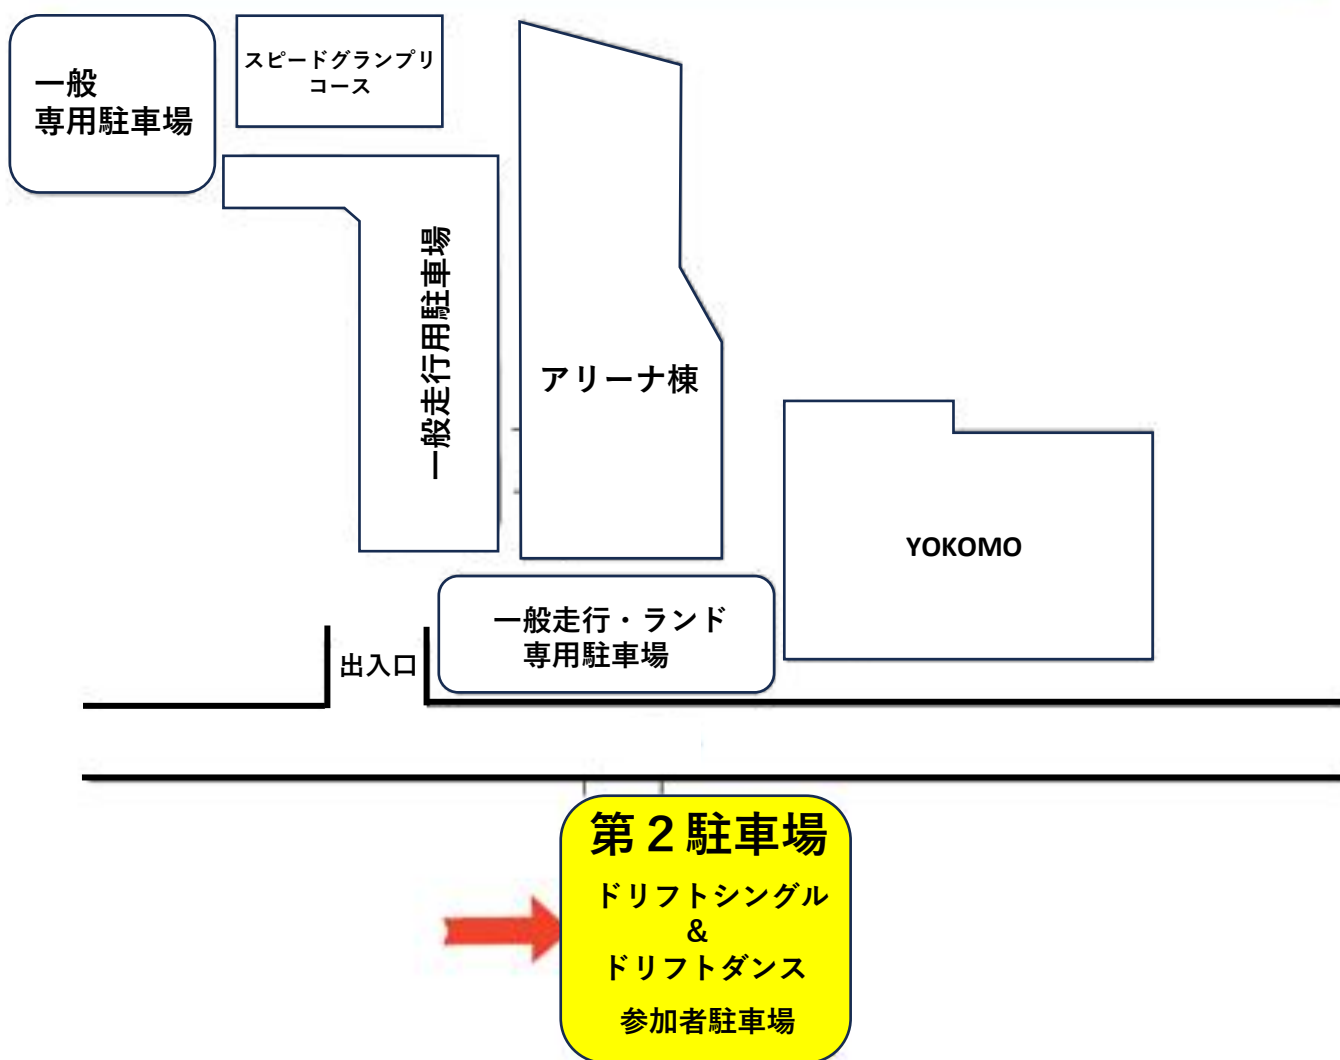 一般
専用駐車場
スピードグランプリ
コース
一般走行用駐車場
アリーナ棟
YOKOMO
一般走行・ランド
専用駐車場
出入口
第２駐車場
ドリフトシングル
&
ドリフトダンス
参加者駐車場